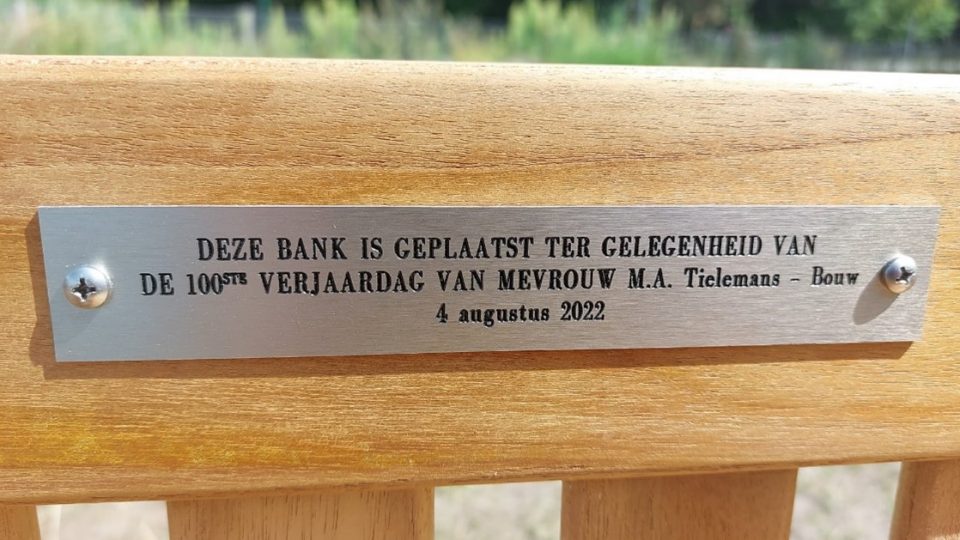 DEZE BANK IS GEPLAATST TER GELEGENHEID VAN
DE 100STE VERJAARDAG VAN MEVROUW M.A. Tielemans - Bouw
4 augustus 2022